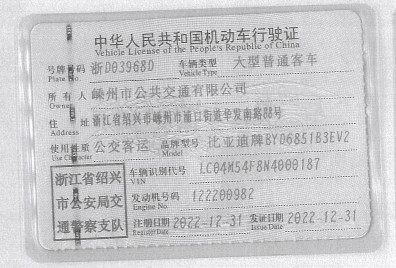 中华人民共和国机动车行驶证
Vehicle License of the People's Republic of China
号牌号码 浙D03968D 车辆类型 大型普通客车
Plate No. Vehicle Type
所有人 嵊州市公共交通有限公司
Owner
住址 浙江省绍兴市嵊州市浦口街道华发南路88号
Address
使用性质 公交客运 品牌型号 比亚迪牌BYD6851B3EV2
Use Character Model
浙江省绍兴
市公安局交
通警察支队
车辆识别代号 LC04M54F8N4000187
VIN
发动机号码 122200982
Engine No.
注册日期 2022-12-31 发证日期 2022-12-31
Register Date Issue Date